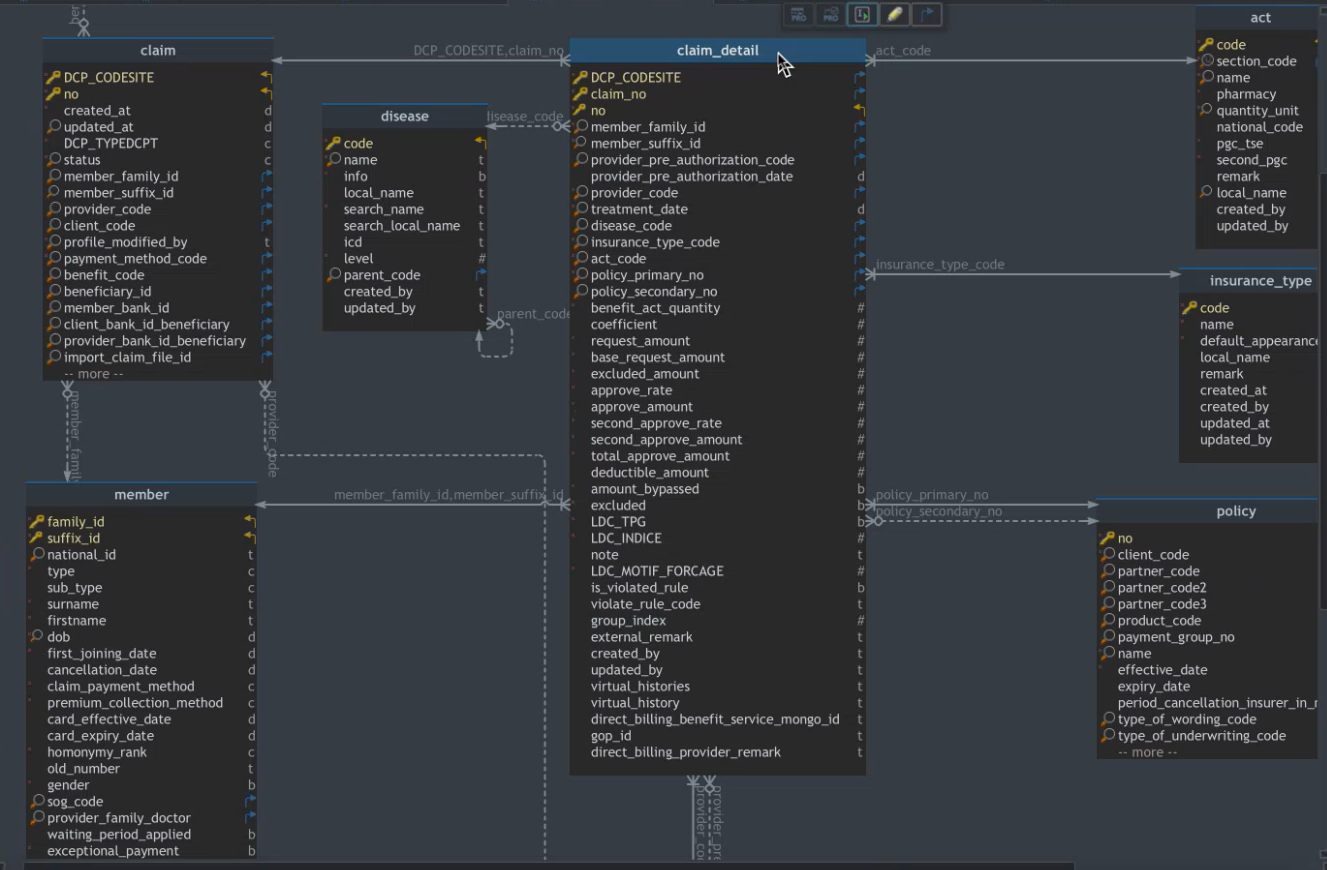 PRO
PRO
claim
DCP_CODESITE
no
created_at d
updated_at d
DCP_TYPEDCPT c
status c
member_family_id
member_suffix_id
provider_code
client_code
profile_modified_by t
payment_method_code
benefit_code
beneficiary_id
member_bank_id
client_bank_id_beneficiary
provider_bank_id_beneficiary
import_claim_file_id
-- more --
DCP_CODESITE,claim_no
disease
code
name t
info b
local_name t
search_name t
search_local_name t
icd t
level #
parent_code
created_by t
updated_by t
parent_code
claim_detail
DCP_CODESITE
claim_no
no
member_family_id
member_suffix_id
provider_pre_authorization_code
provider_pre_authorization_date d
provider_code
treatment_date d
disease_code
insurance_type_code
act_code
policy_primary_no
policy_secondary_no
benefit_act_quantity #
coefficient #
request_amount #
base_request_amount #
excluded_amount #
approve_rate #
approve_amount #
second_approve_rate #
second_approve_amount #
total_approve_amount #
deductible_amount #
amount_bypassed b
excluded b
LDC_TPG b
LDC_INDICE #
note t
LDC_MOTIF_FORCAGE #
is_violated_rule b
violate_rule_code t
group_index #
external_remark t
created_by t
updated_by t
virtual_histories t
virtual_history t
direct_billing_benefit_service_mongo_id t
gop_id t
direct_billing_provider_remark t
act_code
act
code
section_code
name
pharmacy
quantity_unit
national_code
pgc_tse
second_pgc
remark
local_name
created_by
updated_by
insurance_type_code
insurance_type
code
name
default_appearance
local_name
remark
created_at
created_by
updated_at
updated_by
provider_code
member_family_id,member_suffix_id
member
family_id
suffix_id
national_id t
type c
sub_type c
surname t
firstname t
dob d
first_joining_date d
cancellation_date d
claim_payment_method c
premium_collection_method c
card_effective_date d
card_expiry_date d
homonymy_rank c
old_number t
gender b
sog_code
provider_family_doctor
waiting_period_applied b
exceptional_payment b
policy_primary_no
policy_secondary_no
policy
no
client_code
partner_code
partner_code2
partner_code3
product_code
payment_group_no
name
effective_date
expiry_date
period_cancellation_insurer_in_
type_of_wording_code
type_of_underwriting_code
-- more --